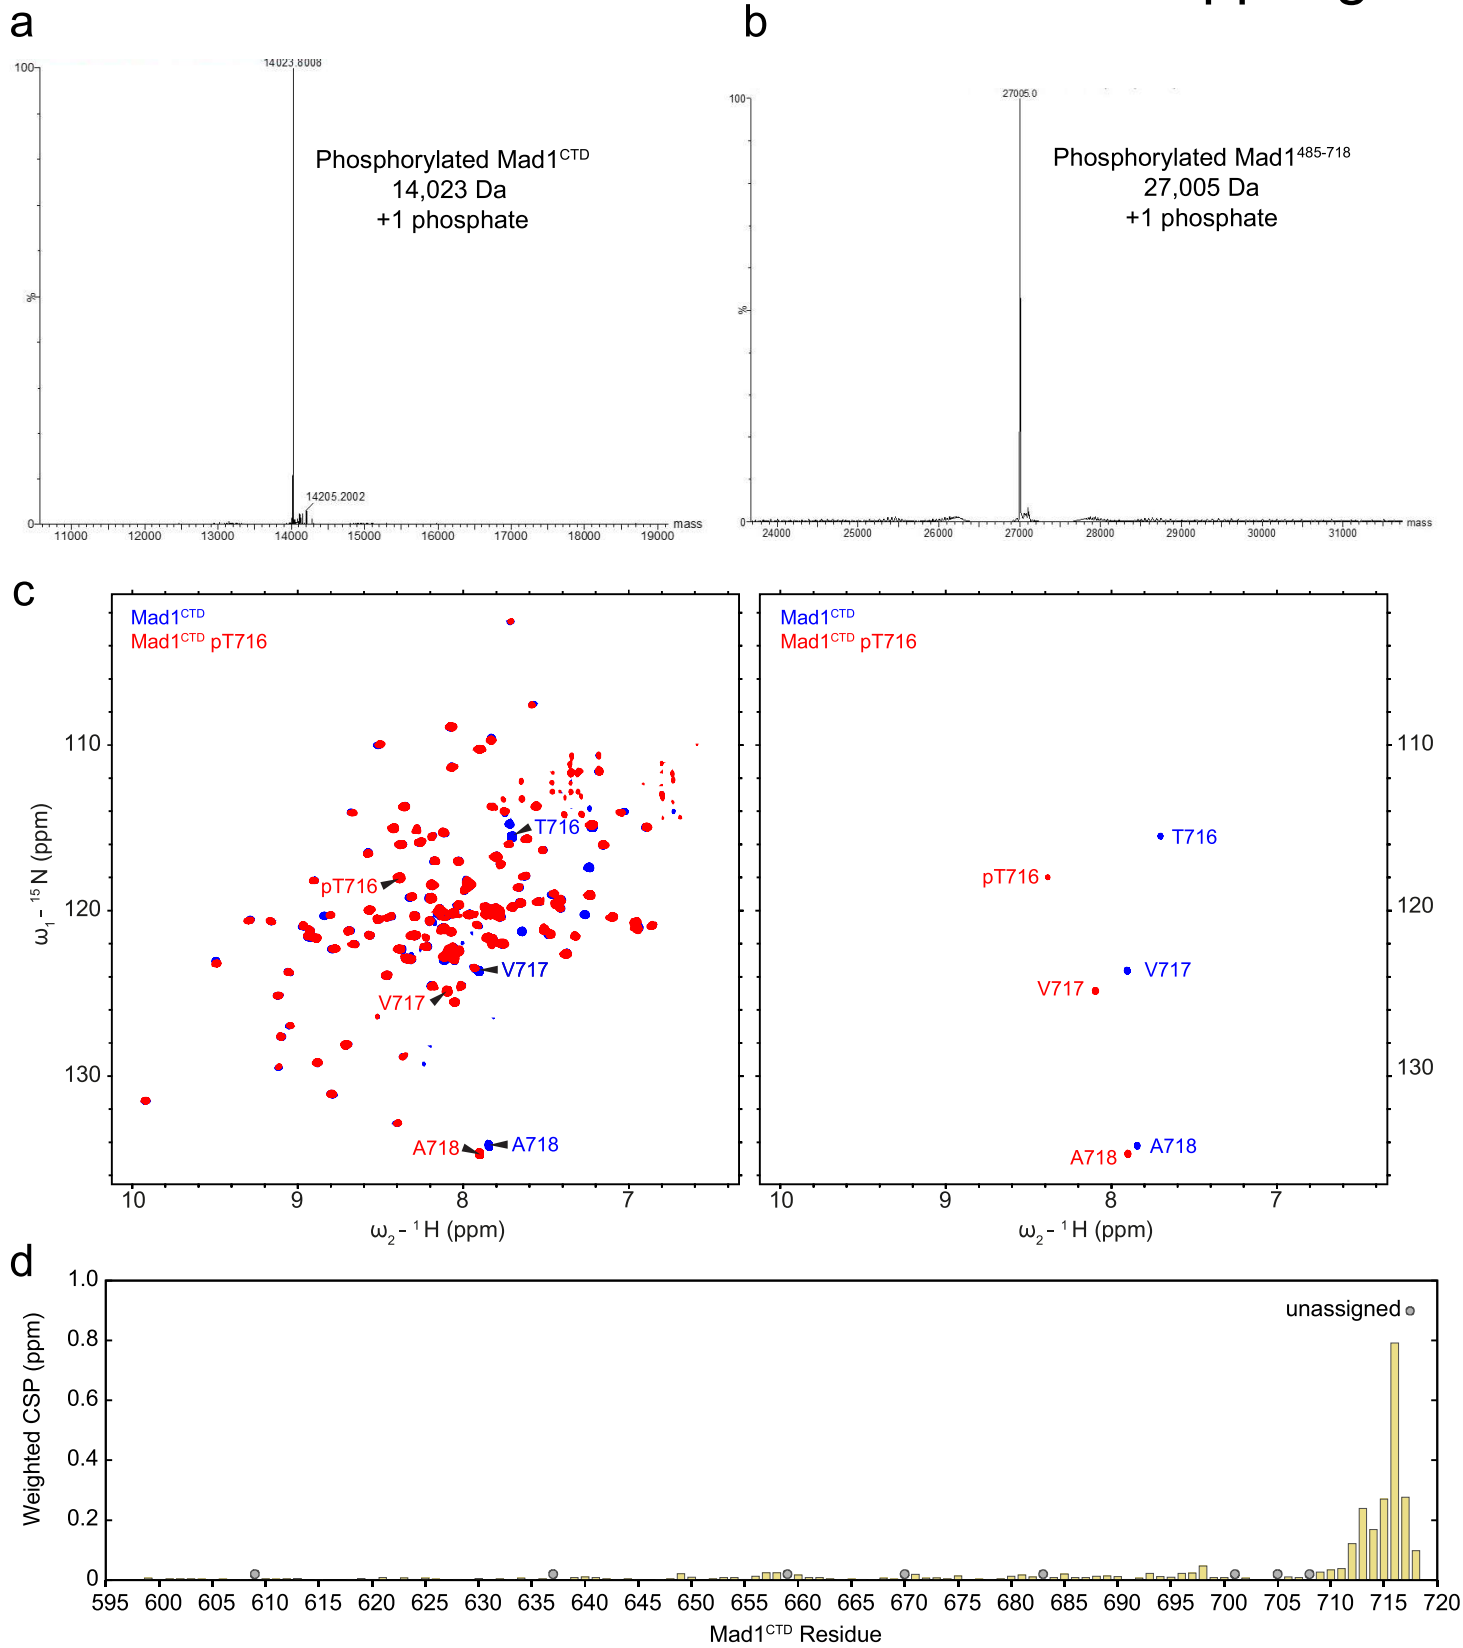 a
b
100
14023.8008
Phosphorylated Mad1CTD
14,023 Da
+1 phosphate
%
14205.2002
0
mass
11000 12000 13000 14000 15000 16000 17000 18000 19000
100
27005.0
Phosphorylated Mad1485-718
27,005 Da
+1 phosphate
%
0
mass
24000 25000 26000 27000 28000 29000 30000 31000
c
Mad1CTD
Mad1CTD pT716
T716
pT716
V717
V717
A718
A718
110
120
130
ω1 - 15N (ppm)
10 9 8 7
ω2 - 1H (ppm)
Mad1CTD
Mad1CTD pT716
T716
pT716
V717
V717
A718
A718
110
120
130
10 9 8 7
ω2 - 1H (ppm)
d
1.0
0.8
0.6
0.4
0.2
0
Weighted CSP (ppm)
unassigned
595 600 605 610 615 620 625 630 635 640 645 650 655 660 665 670 675 680 685 690 695 700 705 710 715 720
Mad1CTD Residue